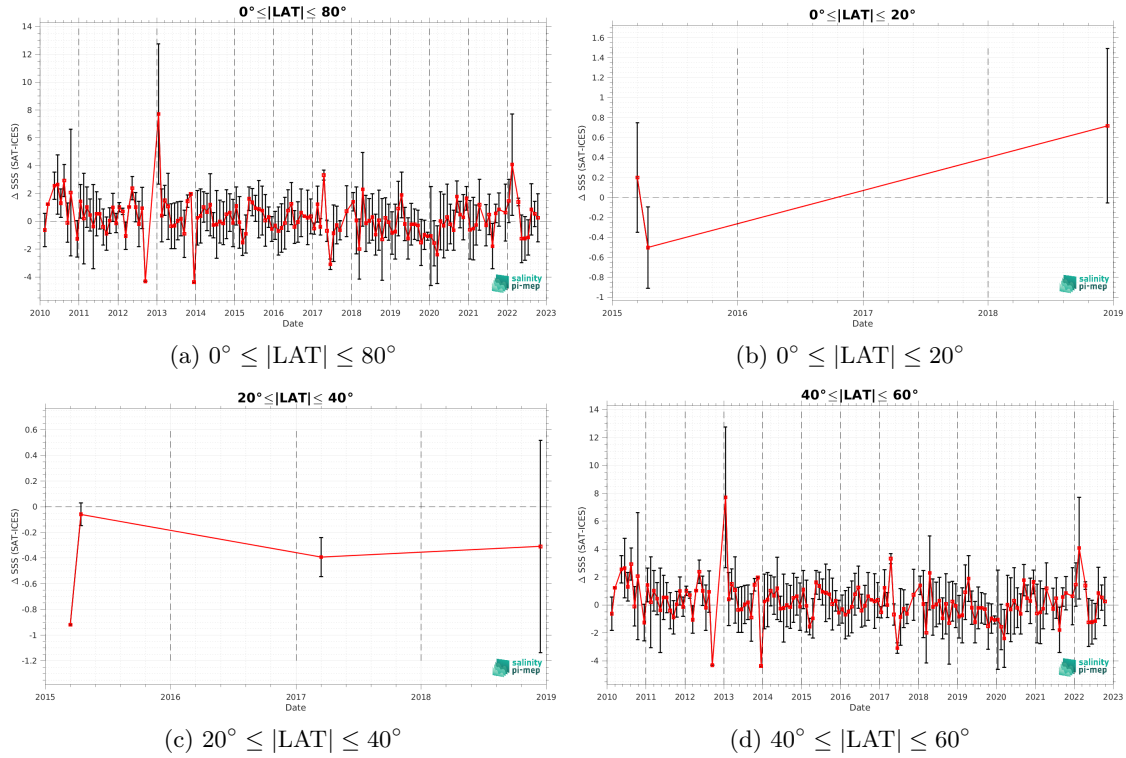 0°≤|LAT|≤ 80°
Δ SSS (SAT-ICES)
14
12
10
8
6
4
2
0
-2
-4
2010 2011 2012 2013 2014 2015 2016 2017 2018 2019 2020 2021 2022 2023
Date
salinity
pi-mep
(a) 0° ≤ |LAT| ≤ 80°
0°≤|LAT|≤ 20°
Δ SSS (SAT-ICES)
1.6
1.4
1.2
1
0.8
0.6
0.4
0.2
0
-0.2
-0.4
-0.6
-0.8
-1
2015 2016 2017 2018 2019
Date
salinity
pi-mep
(b) 0° ≤ |LAT| ≤ 20°
20°≤|LAT|≤ 40°
Δ SSS (SAT-ICES)
0.6
0.4
0.2
0
-0.2
-0.4
-0.6
-0.8
-1
-1.2
2015 2016 2017 2018 2019
Date
salinity
pi-mep
(c) 20° ≤ |LAT| ≤ 40°
40°≤|LAT|≤ 60°
Δ SSS (SAT-ICES)
14
12
10
8
6
4
2
0
-2
-4
2010 2011 2012 2013 2014 2015 2016 2017 2018 2019 2020 2021 2022 2023
Date
salinity
pi-mep
(d) 40° ≤ |LAT| ≤ 60°